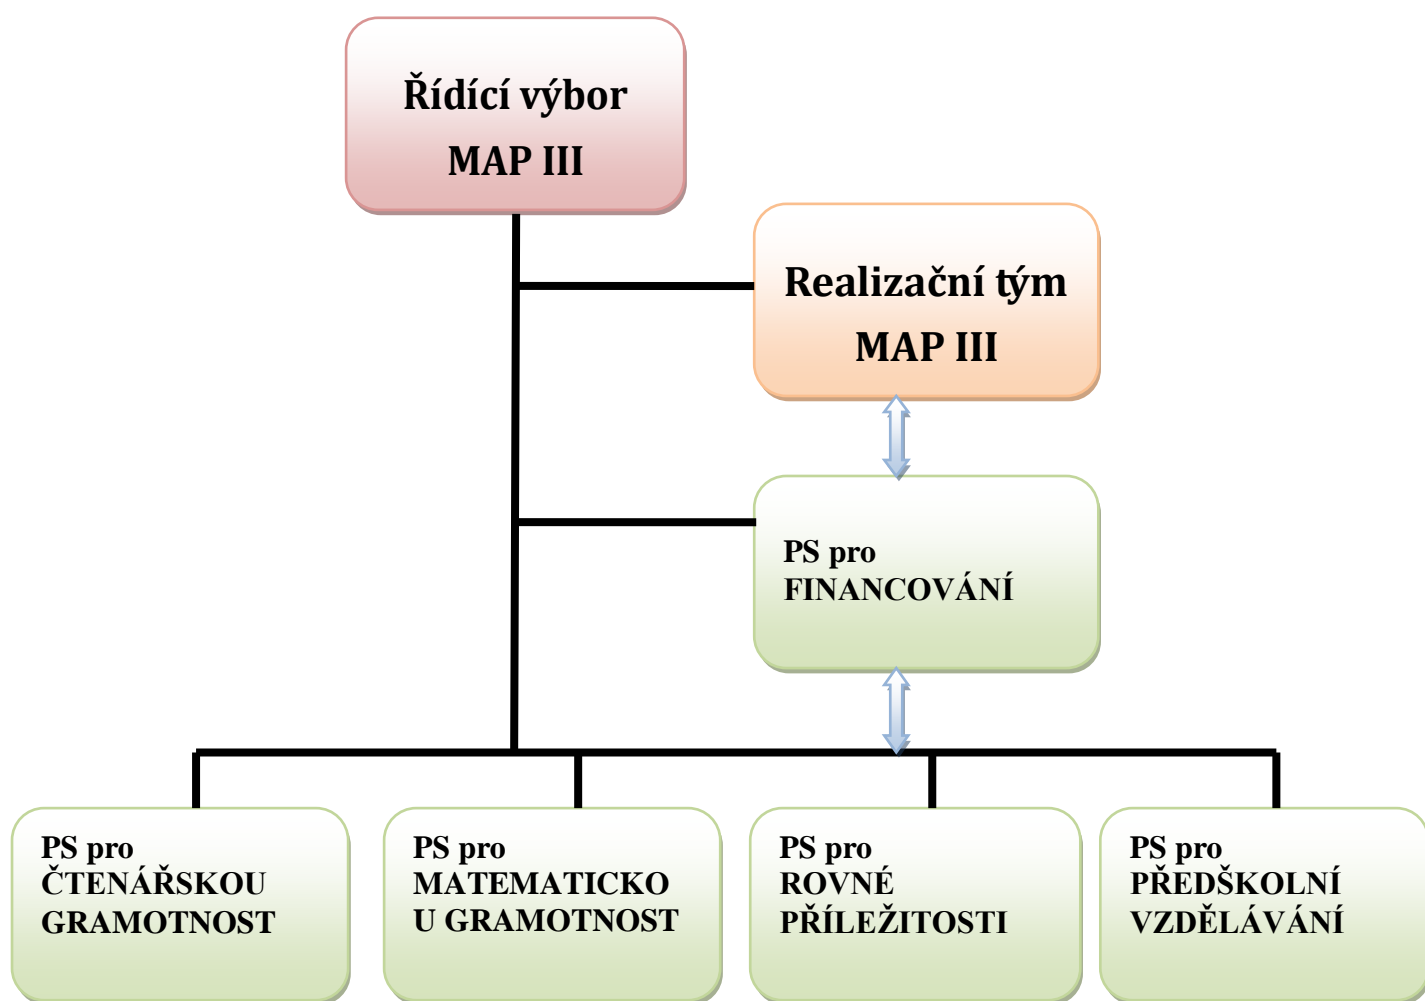 Řídící výbor
MAP III
Realizační tým
MAP III
PS pro
FINANCOVÁNÍ
PS pro
ČTENÁŘSKOU
GRAMOTNOST
PS pro
MATEMATICKO
U GRAMOTNOST
PS pro
ROVNÉ
PŘÍLEŽITOSTI
PS pro
PŘEDŠKOLNÍ
VZDĚLÁVÁNÍ